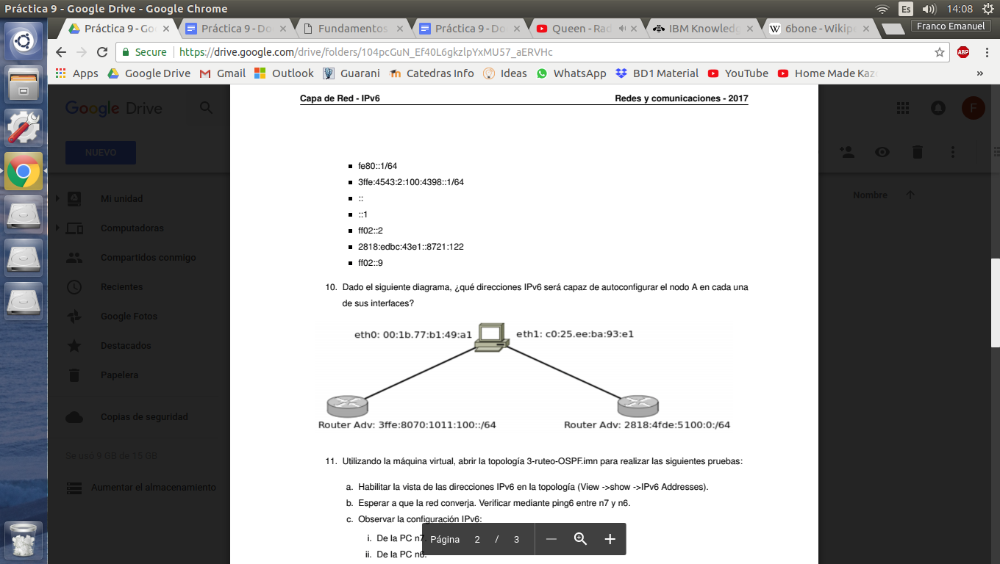 Práctica 9 - Google Drive - Google Chrome
Es
14:08
Práctica 9 - Go
Práctica 9 - Do
Fundamentos
Práctica 9 - Do
Queen - Rad
IBM Knowledg
6bone - Wikipe
Franco Emanuel
Secure
https://drive.google.com/drive/folders/104pcGuN_Ef40L6gkzlpYxMU57_aERVHc
ABP
Apps
Google Drive
Gmail
Outlook
Guarani
Catedras Info
Ideas
WhatsApp
BD1 Material
YouTube
Home Made Kaz
»
Google Drive
F
NUEVO
Mi unidad
Computadoras
Compartidos conmigo
Recientes
Google Fotos
Destacados
Papelera
Copias de seguridad
Se usó 9 GB de 15 GB
Aumentar el almacenamiento
Nombre
Capa de Red - IPv6
Redes y comunicaciones - 2017
fe80::1/64
3ffe:4543:2:100:4398::1/64
::
::1
ff02::2
2818:edbc:43e1::8721:122
ff02::9
10. Dado el siguiente diagrama, ¿qué direcciones IPv6 será capaz de autoconfigurar el nodo A en cada una
de sus interfaces?
eth0: 00:1b.77:b1:49:a1
eth1: c0:25.ee:ba:93:e1
Router Adv: 3ffe:8070:1011:100::/64
Router Adv: 2818:4fde:5100:0:/64
11. Utilizando la máquina virtual, abrir la topología 3-ruteo-OSPF.imn para realizar las siguientes pruebas:
a. Habilitar la vista de las direcciones IPv6 en la topología (View ->show ->IPv6 Addresses).
b. Esperar a que la red converja. Verificar mediante ping6 entre n7 y n6.
c. Observar la configuración IPv6:
i. De la PC n7.
ii. De la PC n6.
Página 2 / 3